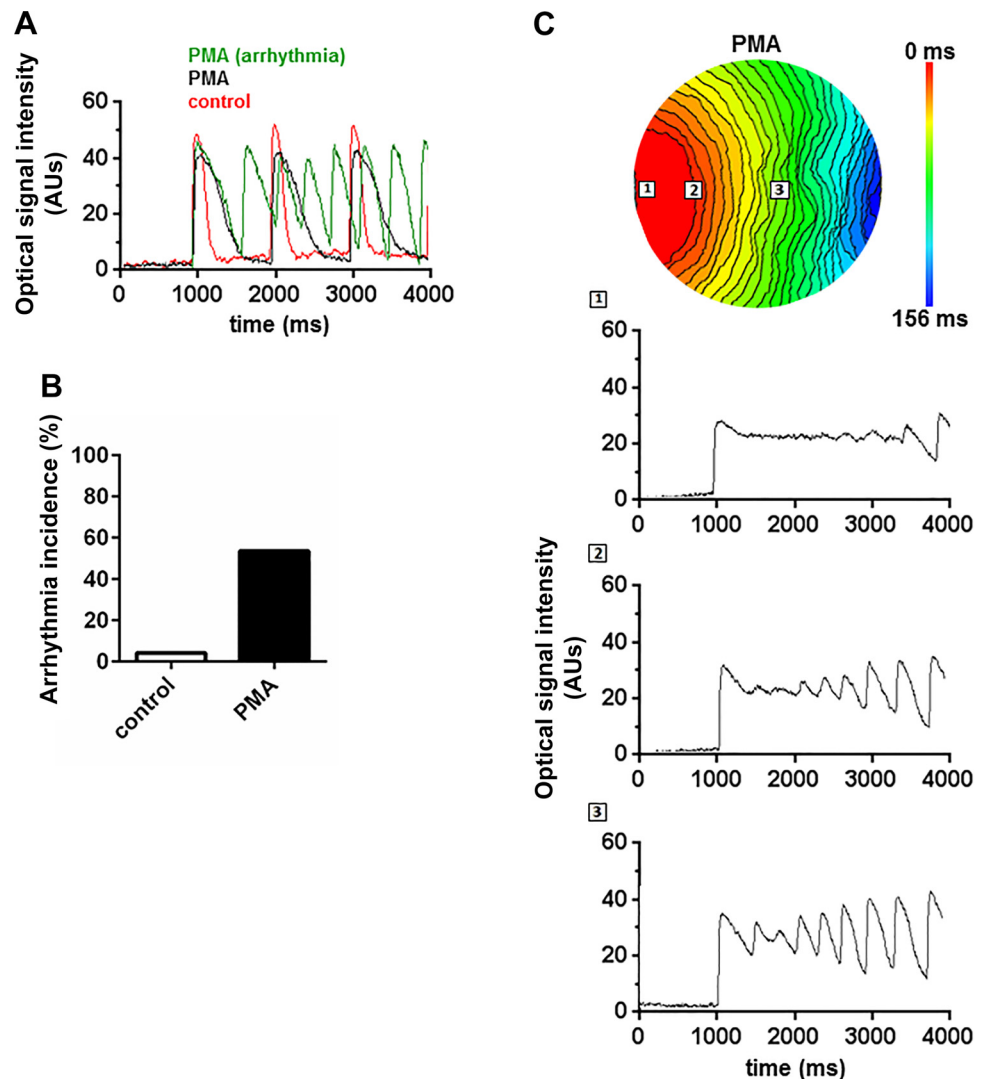 A
PMA (arrhythmia)
PMA
control
Optical signal intensity
(AUs)
60
40
20
0
0 1000 2000 3000 4000
time (ms)
B
Arrhythmia incidence (%)
100
80
60
40
20
0
control
PMA
C
PMA
0 ms
156 ms
1
2
3
Optical signal intensity
(AUs)
1
60
40
20
0
0 1000 2000 3000 4000
2
60
40
20
0
0 1000 2000 3000 4000
3
60
40
20
0
0 1000 2000 3000 4000
time (ms)